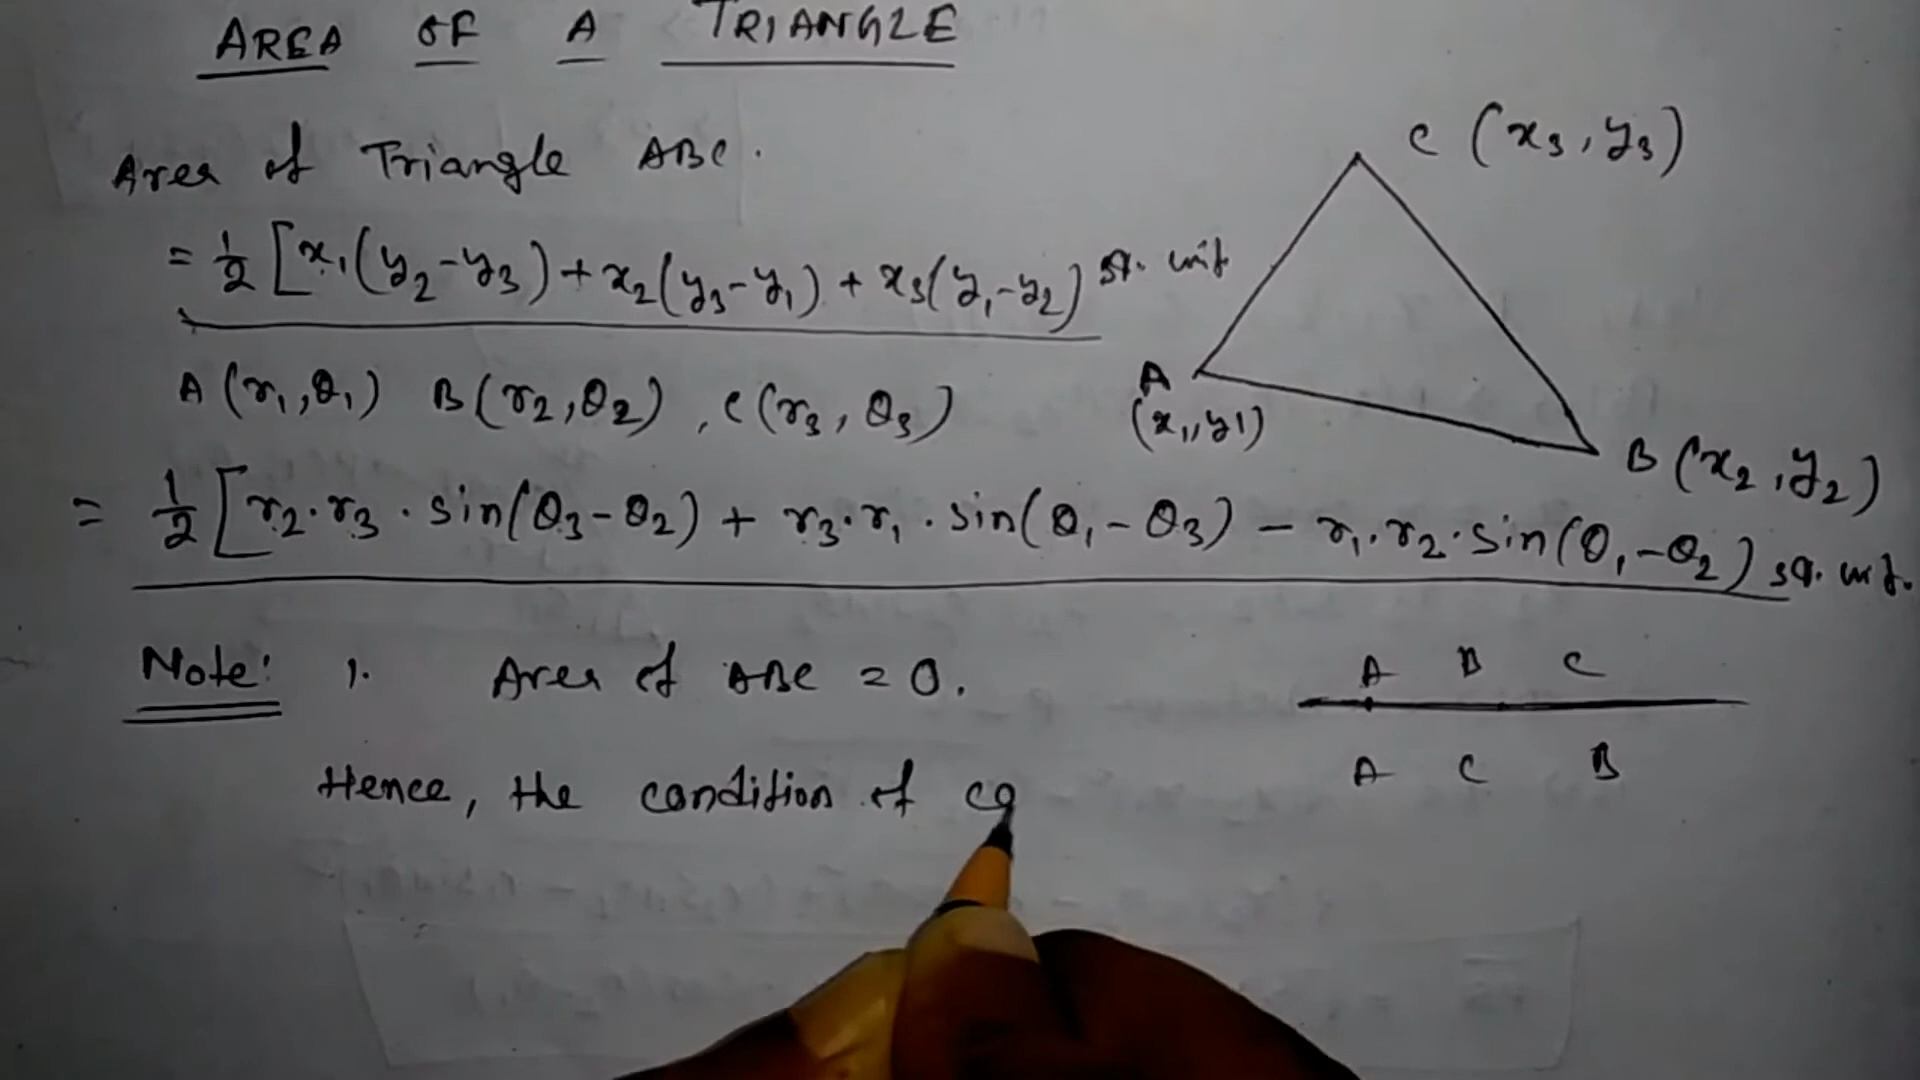 AREA OF A TRIANGLE
Area of Triangle ABC.
= 1/2 [x₁(y₂-y₃)+x₂(y₃-y₁)+x₃(y₁-y₂) sq. unit
A(r₁,θ₁) B(r₂,θ₂), C(r₃,θ₃)
= 1/2 [r₂.r₃.sin(θ₃-θ₂) + r₃.r₁.sin(θ₁-θ₃) - r₁.r₂.sin(θ₁-θ₂) sq. unit.
C (x₃,y₃)
A
(x₁,y1)
B (x₂,y₂)
Note: 1. Area of ABC = 0.
A B C
A C B
Hence, the condition of co